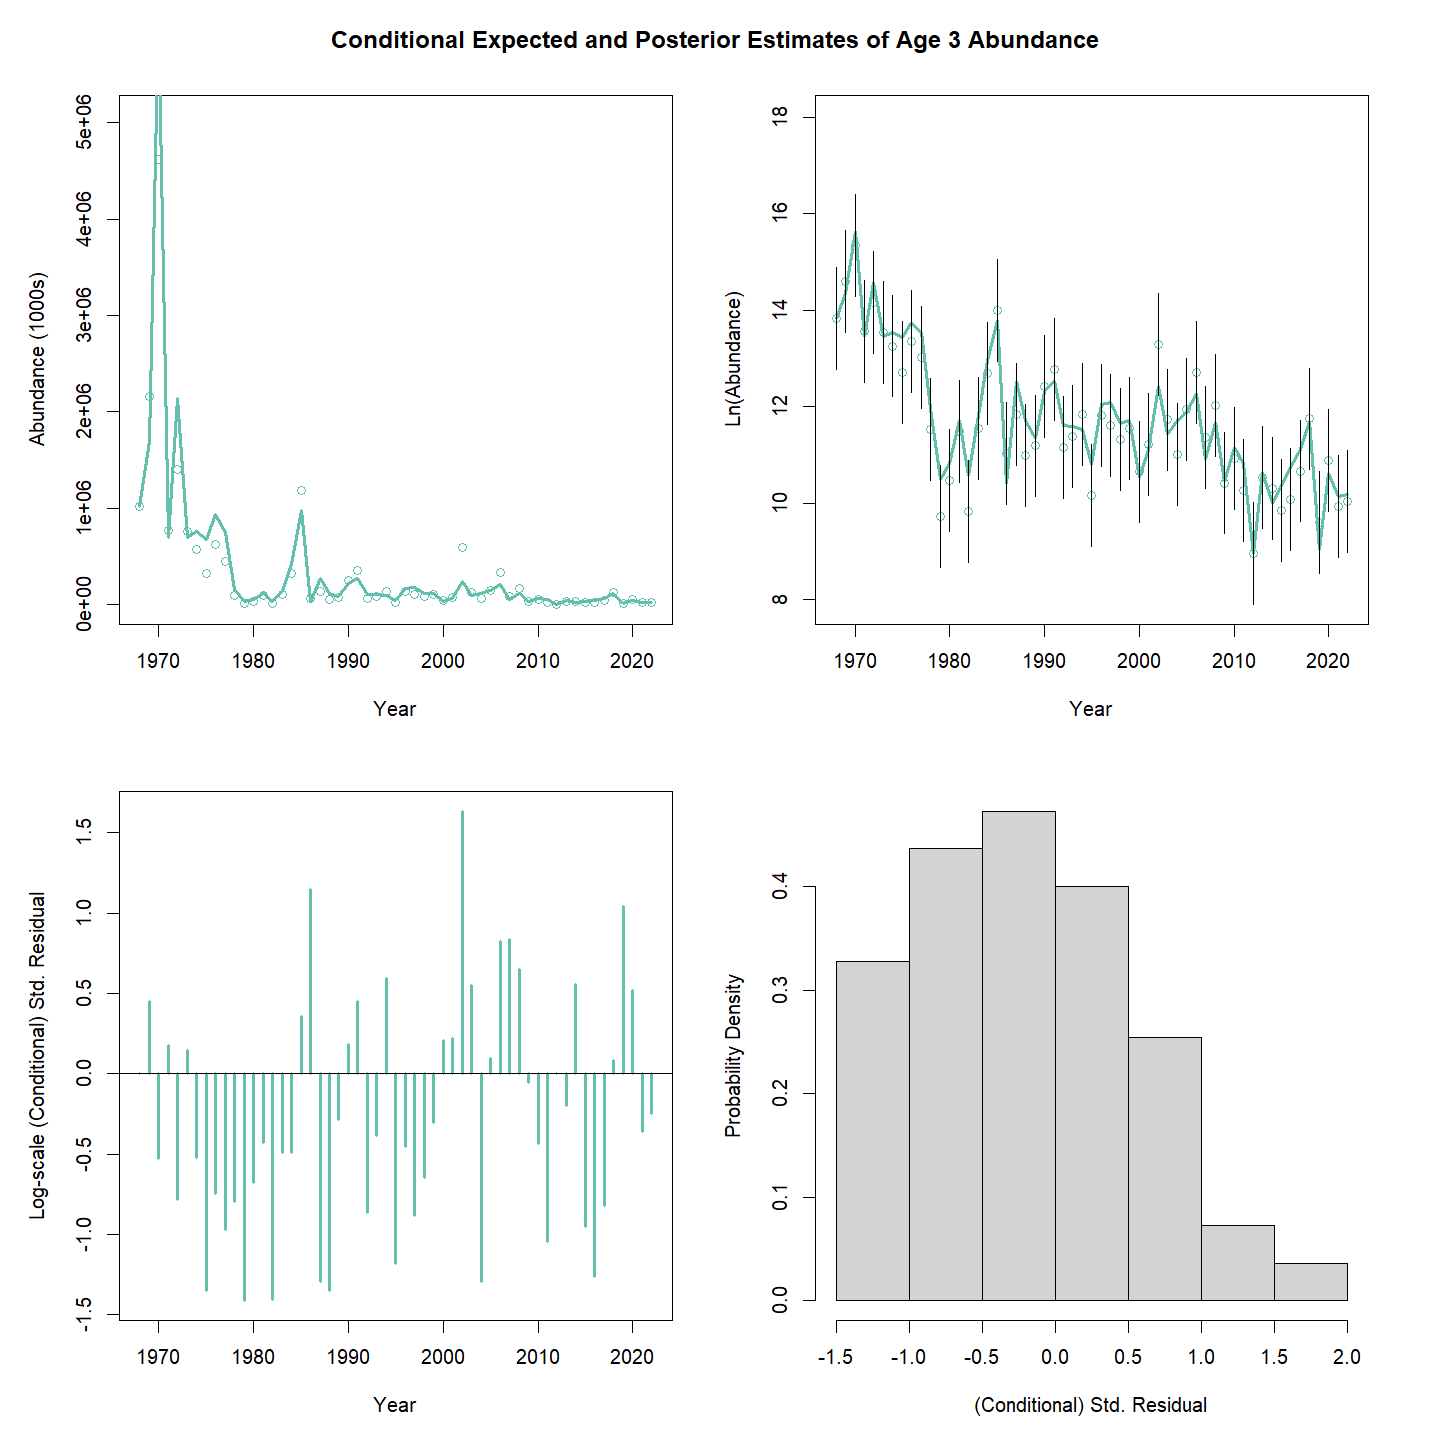 Conditional Expected and Posterior Estimates of Age 3 Abundance
Abundance (1000s)
5e+06
4e+06
3e+06
2e+06
1e+06
0e+00
1970 1980 1990 2000 2010 2020
Year
Ln(Abundance)
18
16
14
12
10
8
1970 1980 1990 2000 2010 2020
Year
Log-scale (Conditional) Std. Residual
1.5
1.0
0.5
0.0
-0.5
-1.0
-1.5
1970 1980 1990 2000 2010 2020
Year
Probability Density
0.4
0.3
0.2
0.1
0.0
-1.5 -1.0 -0.5 0.0 0.5 1.0 1.5 2.0
(Conditional) Std. Residual